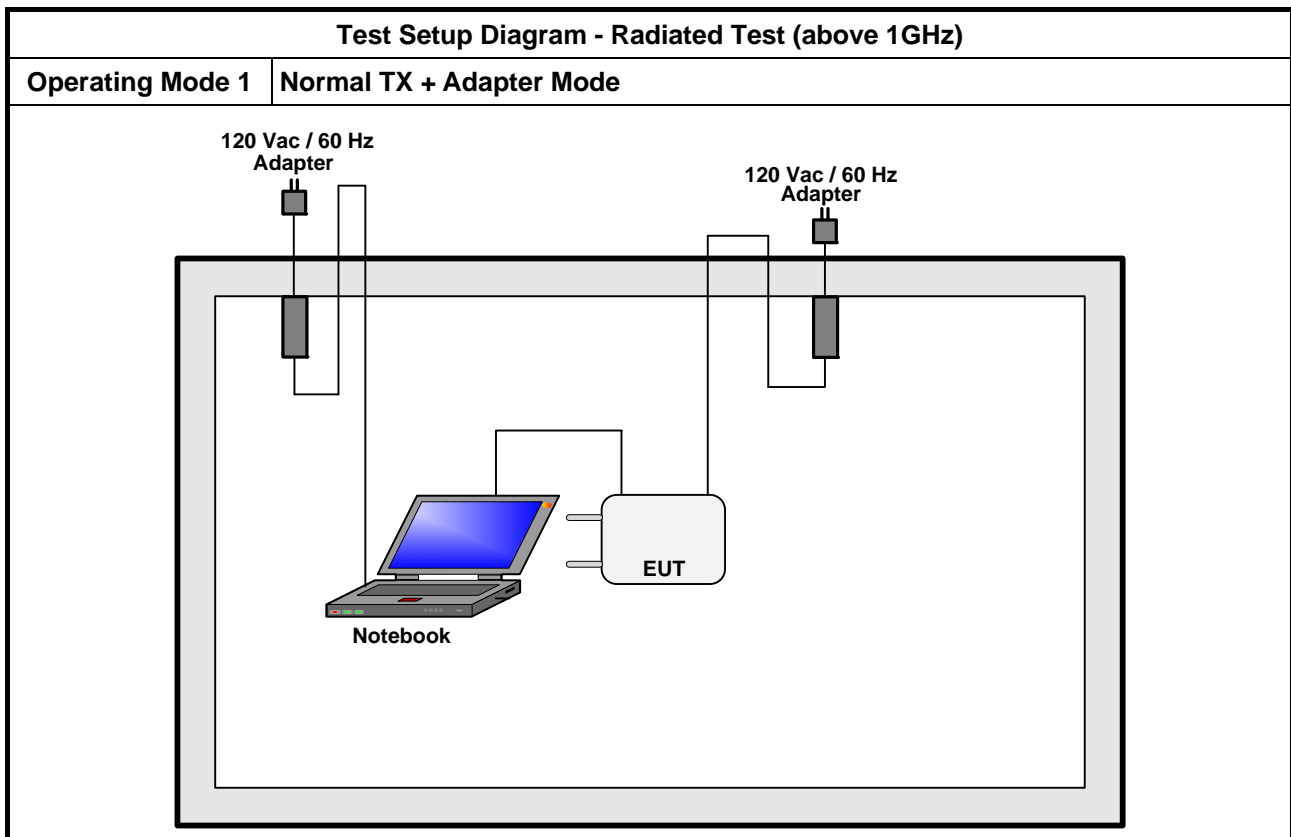 Test Setup Diagram - Radiated Test (above 1GHz)
Operating Mode 1
Normal TX + Adapter Mode
120 Vac / 60 Hz
Adapter
120 Vac / 60 Hz
Adapter
EUT
Notebook